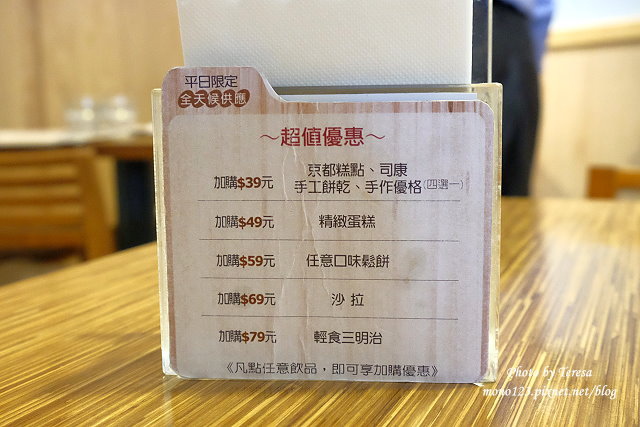 平日限定
全天候供應
～超值優惠～
加購$39元 京都糕點、司康
手工餅乾、手作優格(四選一)
加購$49元 精緻蛋糕
加購$59元 任意口味鬆餅
加購$69元 沙拉
加購$79元 輕食三明治
《凡點任意飲品，即可享加購優惠》
Photo by Teresa
mono121.pixnet.net/blog